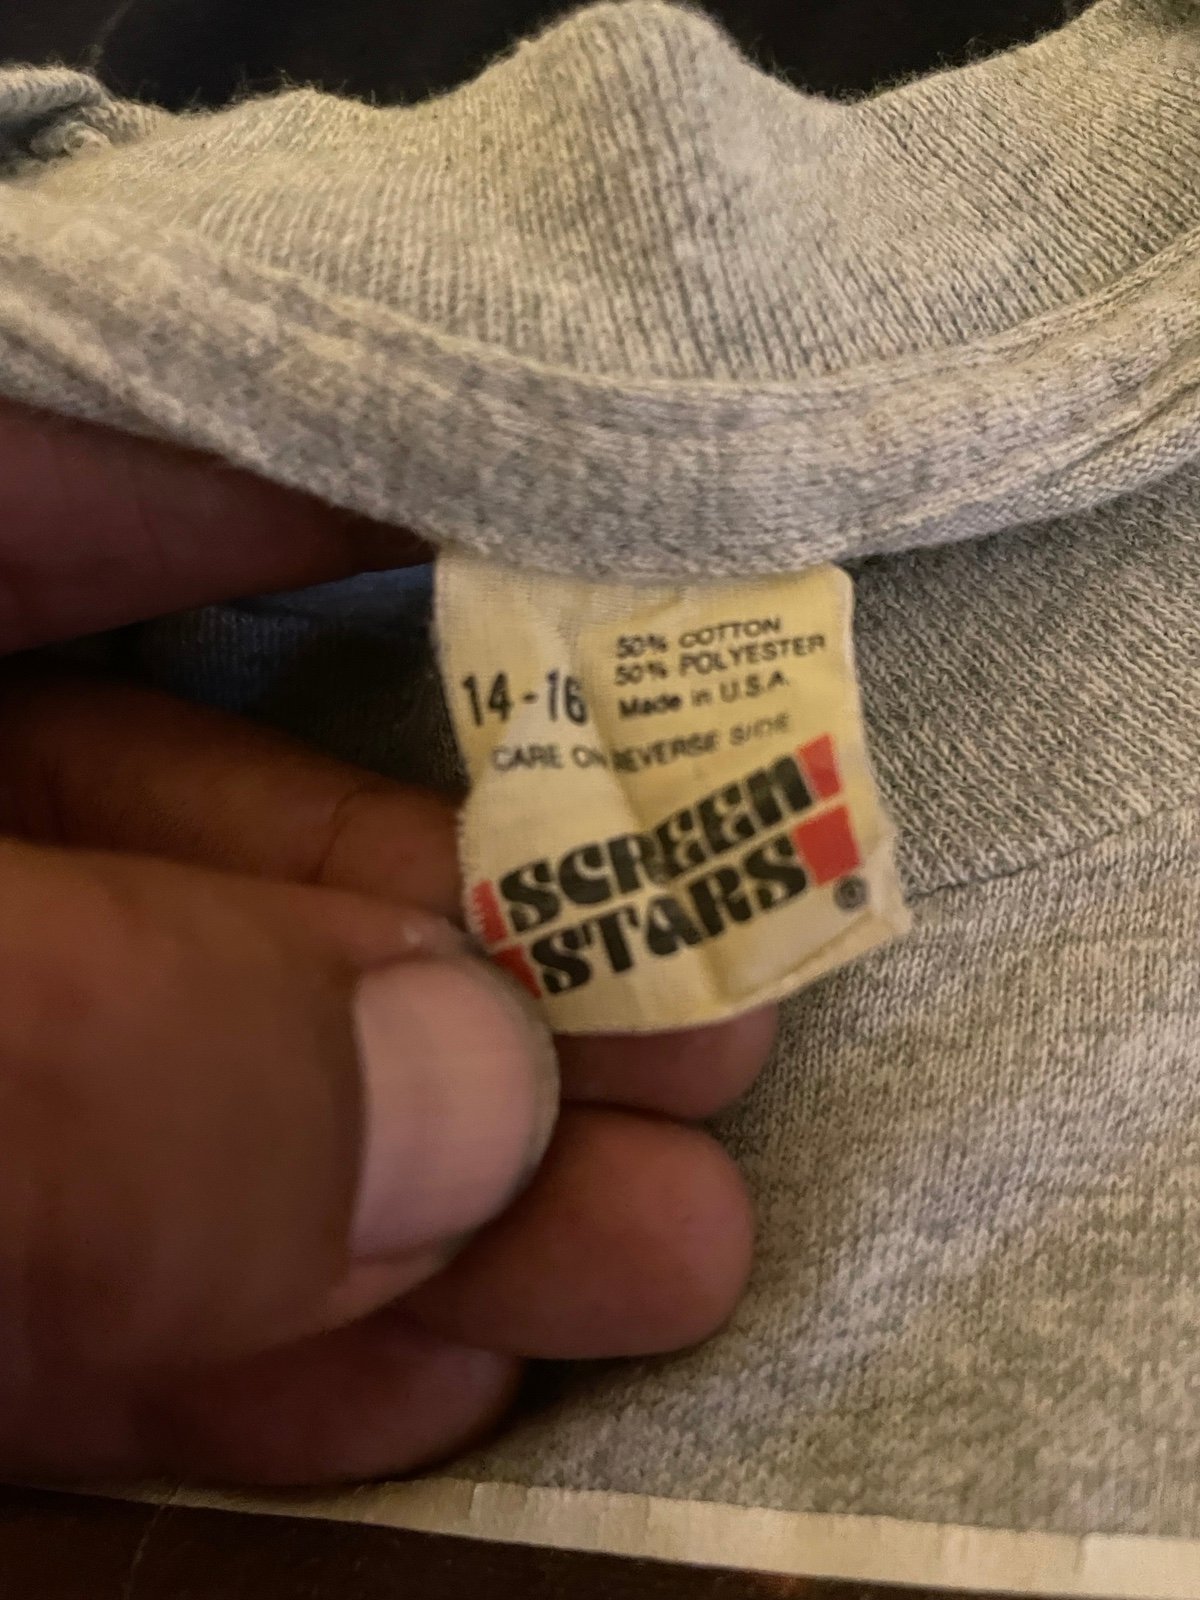 50% COTTON
50% POLYESTER
14-16
Made in U.S.A.
CARE ON REVERSE SIDE
SCREEN
STARS
®